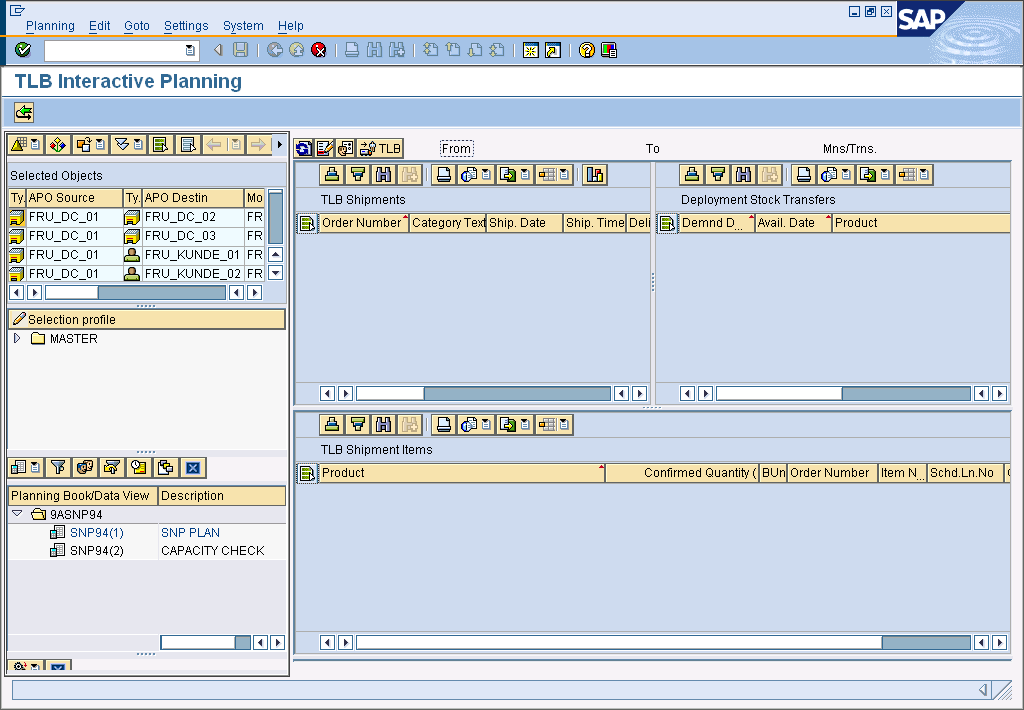 Planning Edit Goto Settings System Help
SAP
TLB Interactive Planning
TLB
From To Mns/Trns.
Selected Objects
Ty. APO Source Ty. APO Destin Mo
FRU_DC_01 FRU_DC_02 FR
FRU_DC_01 FRU_DC_03 FR
FRU_DC_01 FRU_KUNDE_01 FR
FRU_DC_01 FRU_KUNDE_02 FR
Selection profile
MASTER
Planning Book/Data View Description
9ASNP94
SNP94(1) SNP PLAN
SNP94(2) CAPACITY CHECK
TLB Shipments
Order Number Category Text Ship. Date Ship. Time Deli
Deployment Stock Transfers
Demnd D... Avail. Date Product
TLB Shipment Items
Product Confirmed Quantity ( BUn Order Number Item N... Schd.Ln.No